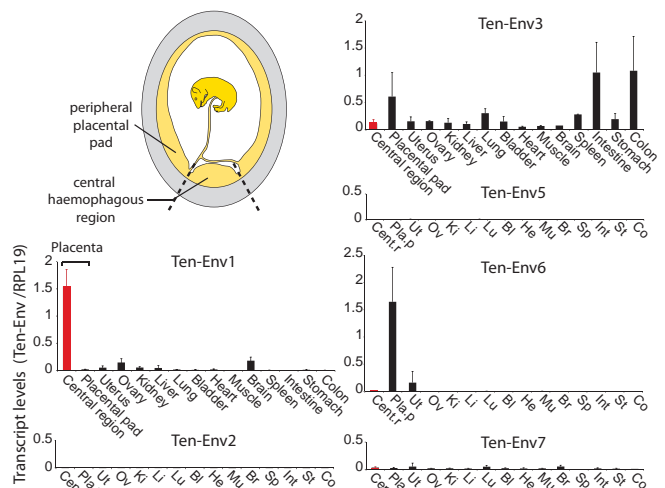 peripheral
placental
pad
central
haemophagous
region
Transcript levels (Ten-Env /RPL19)
Placenta
Ten-Env1
2
1.5
1
0.5
0
Central region
Placental pad
Uterus
Ovary
Kidney
Liver
Lung
Bladder
Heart
Muscle
Brain
Spleen
Intestine
Stomach
Colon
Ten-Env2
0.5
0
Cent.r
Pla.p
Ut
Ov
Ki
Li
Lu
Bl
He
Mu
Br
Sp
Int
St
Co
Ten-Env3
2
1.5
1
0.5
0
Central region
Placental pad
Uterus
Ovary
Kidney
Liver
Lung
Bladder
Heart
Muscle
Brain
Spleen
Intestine
Stomach
Colon
Ten-Env5
0.5
0
Cent.r
Pla.p
Ut
Ov
Ki
Li
Lu
Bl
He
Mu
Br
Sp
Int
St
Co
Ten-Env6
2.5
2
1.5
1
0.5
0
Cent.r
Pla.p
Ut
Ov
Ki
Li
Lu
Bl
He
Mu
Br
Sp
Int
St
Co
Ten-Env7
0.5
0
Ut
Ov
Ki
Li
Lu
Bl
He
Mu
Br
Sp
Int
St
Co